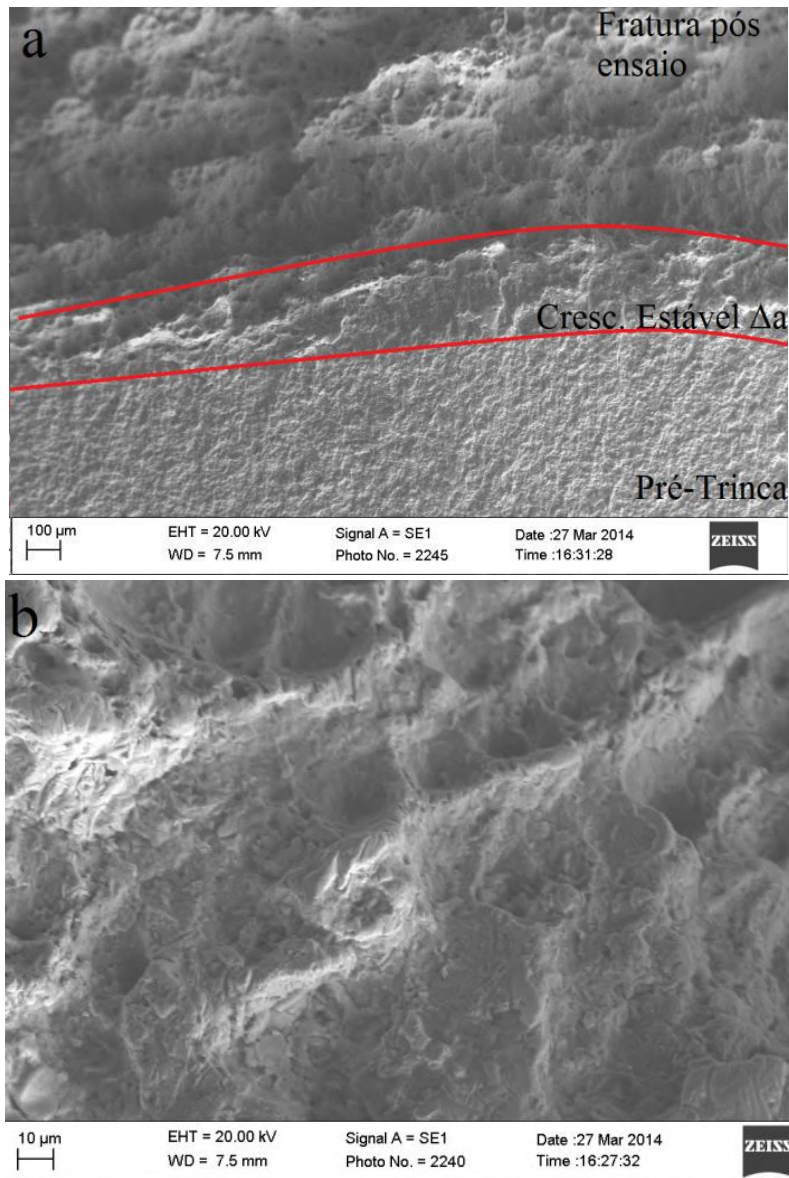 a
Fratura pós
ensaio
Cresc. Estável Δa
Pré-Trinca
100 µm
EHT = 20.00 kV
WD = 7.5 mm
Signal A = SE1
Photo No. = 2245
Date :27 Mar 2014
Time :16:31:28
ZEISS
b
10 µm
EHT = 20.00 kV
WD = 7.5 mm
Signal A = SE1
Photo No. = 2240
Date :27 Mar 2014
Time :16:27:32
ZEISS